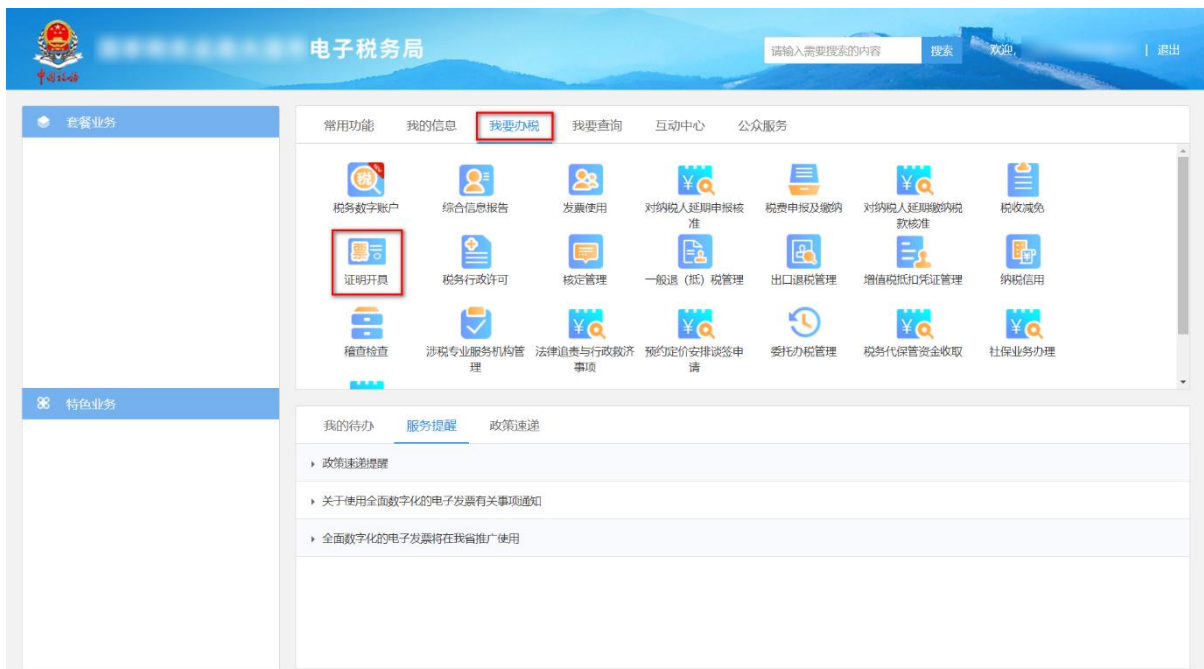 电子税务局
中国税务
请输入需要搜索的内容 搜索 欢迎, | 退出
套餐业务
常用功能 我的信息 我要办税 我要查询 互动中心 公众服务
税
税务数字账户 综合信息报告 发票使用 对纳税人延期申报核准 税费申报及缴纳 对纳税人延期缴纳税款核准 税收减免
票
证明开具 税务行政许可 核定管理 一般退（抵）税管理 出口退税管理 增值税抵扣凭证管理 纳税信用
稽查检查 涉税专业服务机构管理 法律追责与行政救济事项 预约定价安排谈签申请 委托办税管理 税务代保管资金收取 社保业务办理
特色业务
我的待办 服务提醒 政策速递
政策速递提醒
关于使用全面数字化的电子发票有关事项通知
全面数字化的电子发票将在我省推广使用